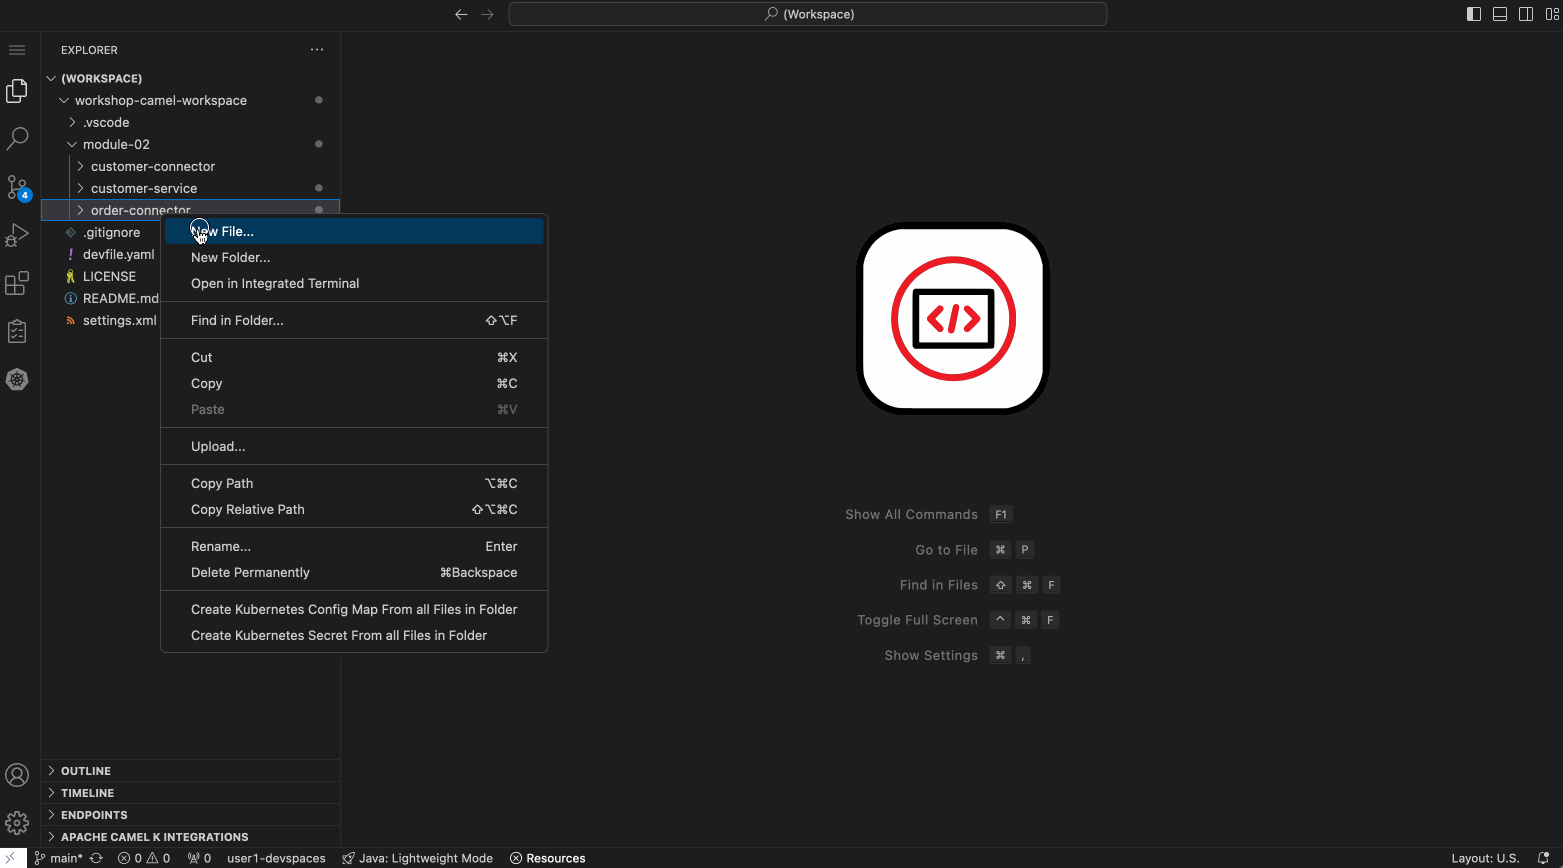 (Workspace)
EXPLORER
(WORKSPACE)
workshop-camel-workspace
.vscode
module-02
customer-connector
customer-service
order-connector
.gitignore
devfile.yaml
LICENSE
README.md
settings.xml
4
New File...
New Folder...
Open in Integrated Terminal
Find in Folder... ⇧⌥F
Cut ⌘X
Copy ⌘C
Paste ⌘V
Upload...
Copy Path ⌥⌘C
Copy Relative Path ⇧⌥⌘C
Rename... Enter
Delete Permanently ⌘Backspace
Create Kubernetes Config Map From all Files in Folder
Create Kubernetes Secret From all Files in Folder
</>
Show All Commands F1
Go to File ⌘ P
Find in Files ⇧ ⌘ F
Toggle Full Screen ^ ⌘ F
Show Settings ⌘ ,
OUTLINE
TIMELINE
ENDPOINTS
APACHE CAMEL K INTEGRATIONS
main* 0 0 0 user1-devspaces Java: Lightweight Mode Resources Layout: U.S.